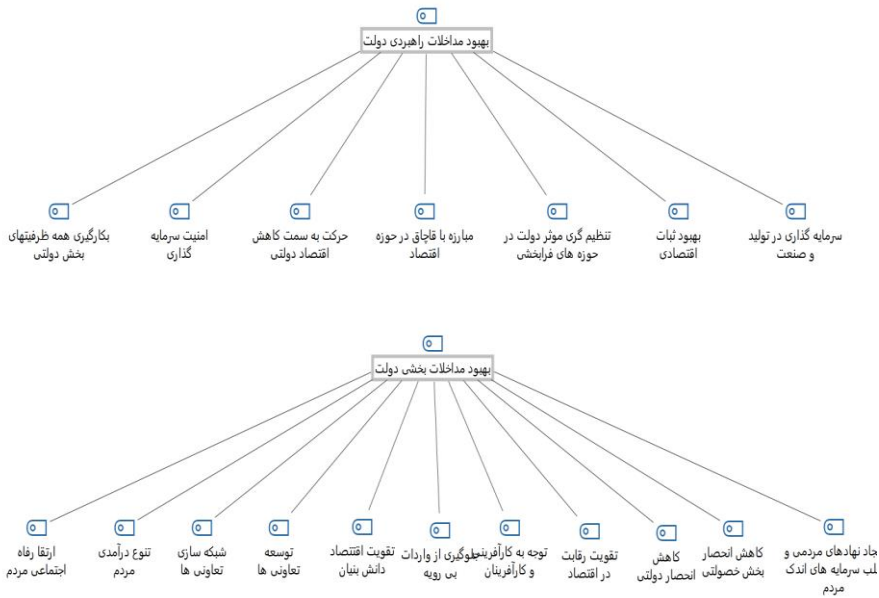 بهبود مداخلات راهبردی دولت
سرمایه گذاری در تولید
و صنعت
بهبود ثبات
اقتصادی
تنظیم گری موثر دولت در
حوزه های فرابخشی
مبارزه با قاچاق در حوزه
اقتصاد
حرکت به سمت کاهش
اقتصاد دولتی
امنیت سرمایه
گذاری
بکارگیری همه ظرفیتهای
بخش دولتی
بهبود مداخلات بخشی دولت
نهادهای مردمی و
سرمایه های اندک
مردم
کاهش انحصار
بخش خصولتی
کاهش
انحصار دولتی
تقویت رقابت
در اقتصاد
توجه به کارآفرینی
و کارآفرینان
جلوگیری از واردات
بی رویه
تقویت اقتتصاد
دانش بنیان
توسعه
تعاونی ها
شبکه سازی
تعاونی ها
تنوع درآمدی
مردم
ارتقا رفاه
اجتماعی مردم